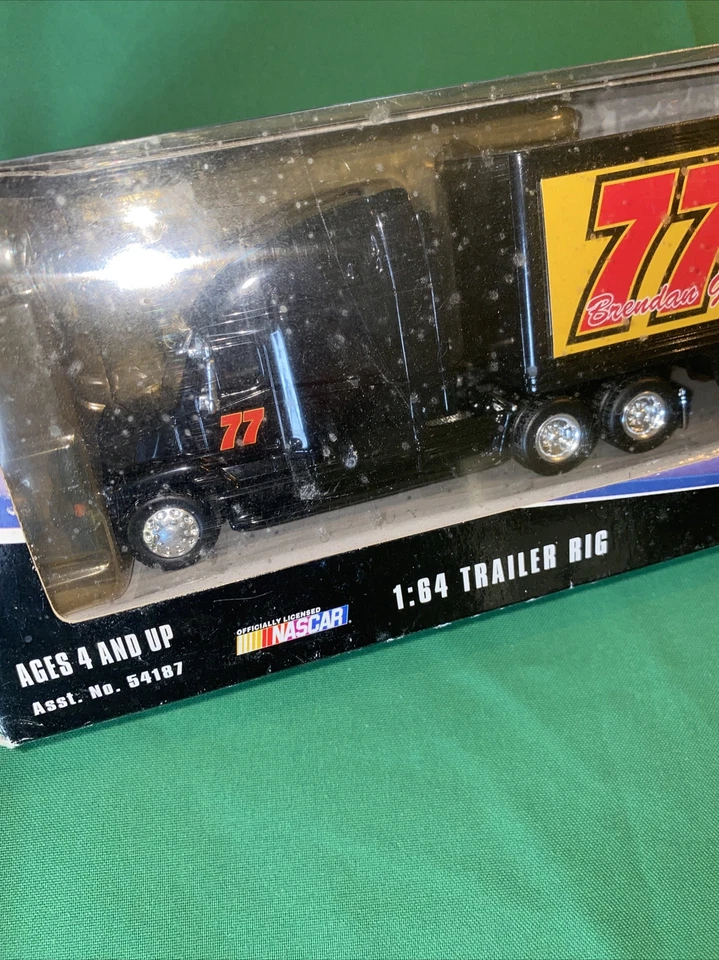 77
Brendan
77
AGES 4 AND UP
Asst. No. 54187
OFFICIALLY LICENSED
NASCAR
1:64 TRAILER RIG